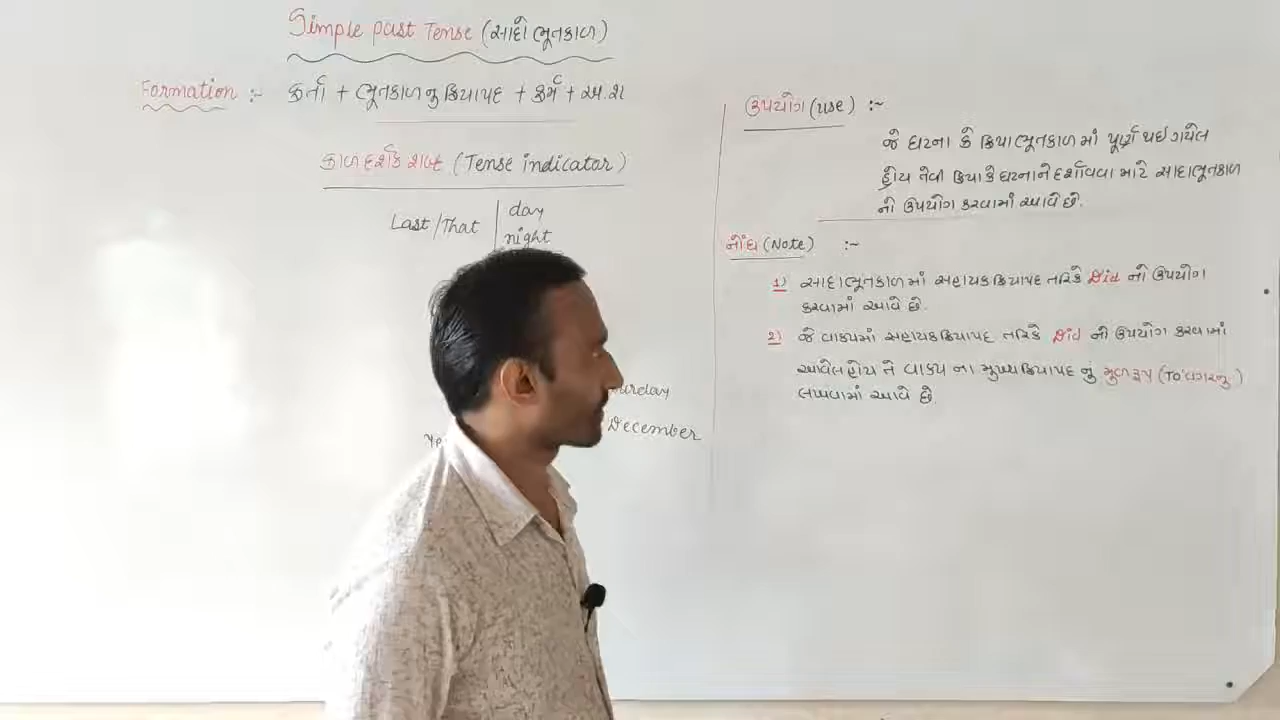 Simple past Tense (સાદો ભૂતકાળ)
Formation :- કર્તા + ભૂતકાળનુ ક્રિયાપદ + કર્મ + અ.શ
કાળદર્શક શબ્દ (Tense indicator)
Last/That
day
night
December
ઉપયોગ (use) :-
જે ઘટના કે ક્રિયા ભૂતકાળ માં પૂર્ણ થઇ ગયેલ
હોય તેવી ક્રિયા કે ઘટનાને દર્શાવવા માટે સાદાભૂતકાળ
નો ઉપયોગ કરવામાં આવે છે.
નોંધ (Note) :-
1) સાદાભૂતકાળમાં સહાયકક્રિયાપદ તરિકે Did નો ઉપયોગ
કરવામાં આવે છે.
2) જે વાક્યમાં સહાયકક્રિયાપદ તરિકે Did નો ઉપયોગ કરવામાં
આવેલ હોય તે વાક્ય ના મુખ્યક્રિયાપદ નું મુળરૂપ (To વગરનુ)
લખવામાં આવે છે.